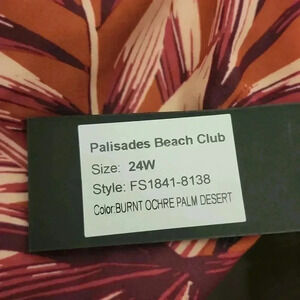 Palisades Beach Club
Size: 24W
Style: FS1841-8138
Color:BURNT OCHRE PALM DESERT